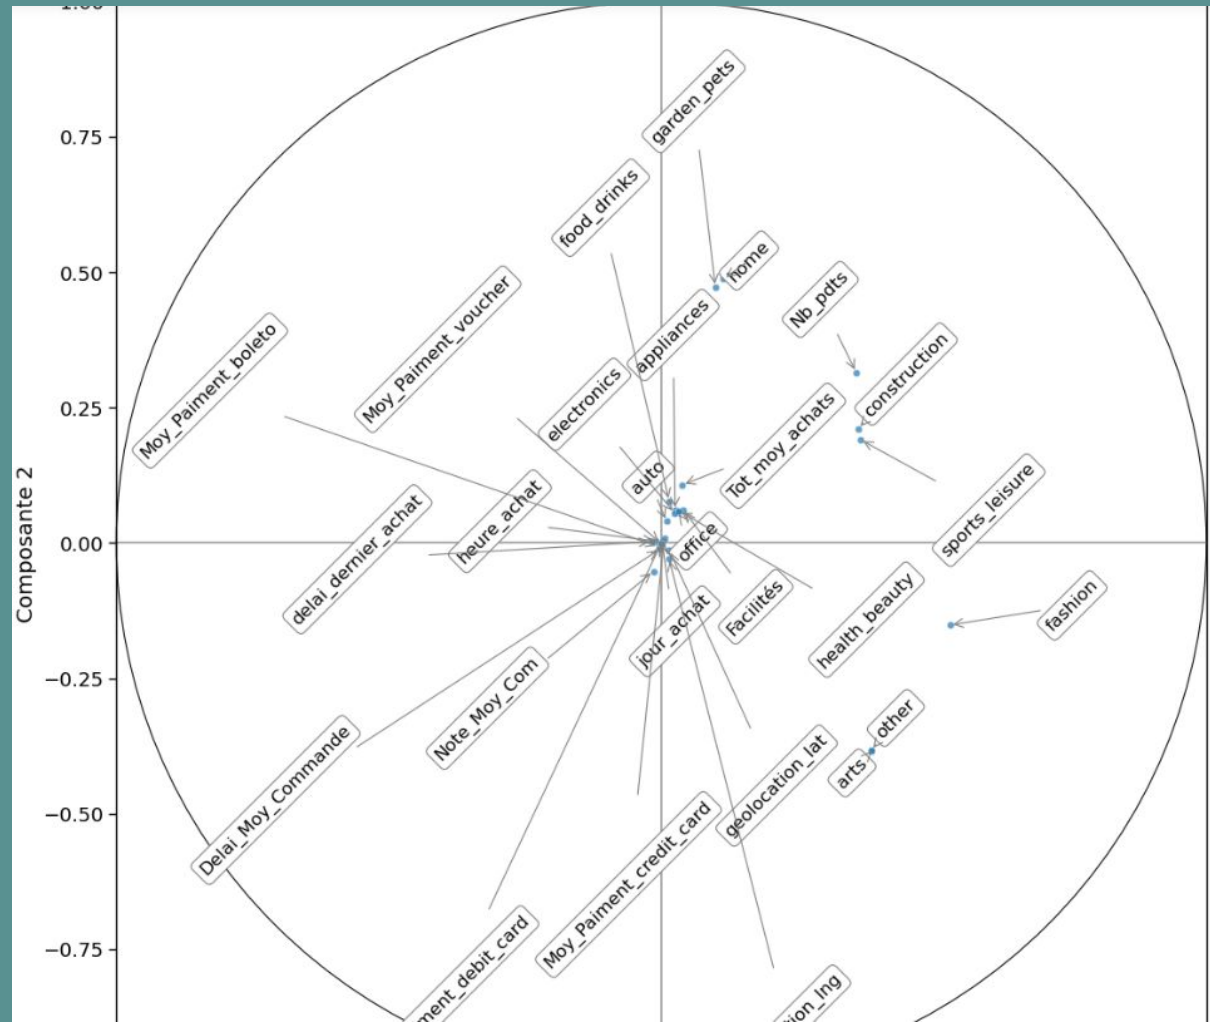 garden_pets
0.75
food_drinks
home
0.50
Nb_pdts
Moy_Paiment_voucher
appliances
Moy_Paiment_boleto
construction
electronics
0.25
Tot_moy_achats
auto
sports_leisure
heure_achat
delai_dernier_achat
0.00
office
Composante 2
Facilités
fashion
jour_achat
health_beauty
−0.25
Note_Moy_Com
other
arts
Delai_Moy_Commande
geolocation_lat
−0.50
Moy_Paiment_credit_card
−0.75
ment_debit_card
tion_lng